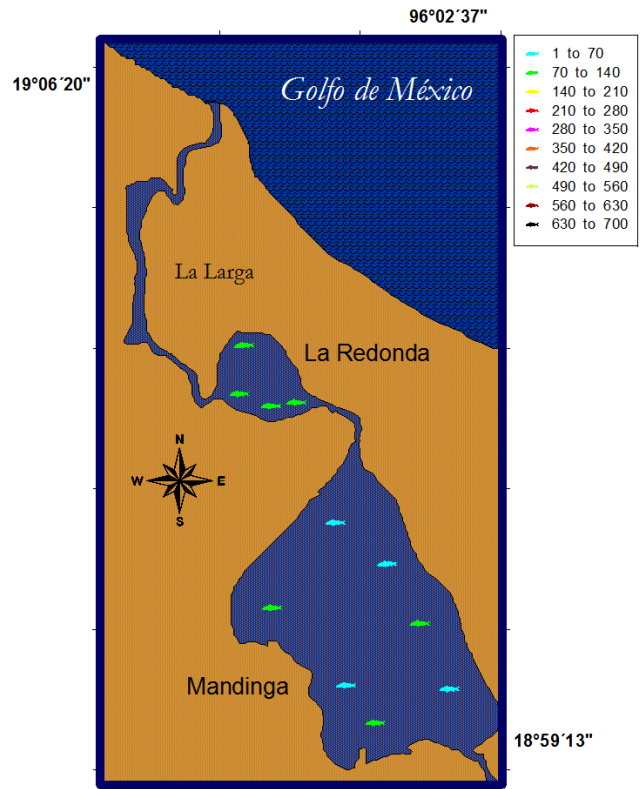 96°02´37"
19°06´20"
Golfo de México
1 to 70
70 to 140
140 to 210
210 to 280
280 to 350
350 to 420
420 to 490
490 to 560
560 to 630
630 to 700
La Larga
La Redonda
N
W E
S
Mandinga
18°59´13"